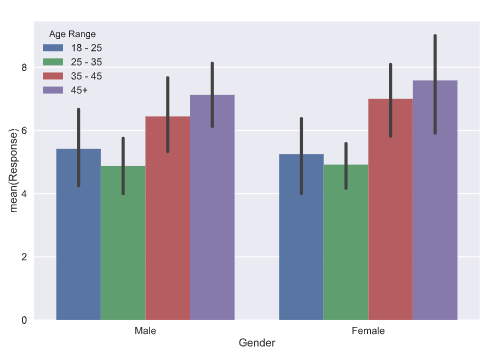 Age Range
18 - 25
25 - 35
35 - 45
45+
mean(Response)
8
6
4
2
0
Male
Female
Gender